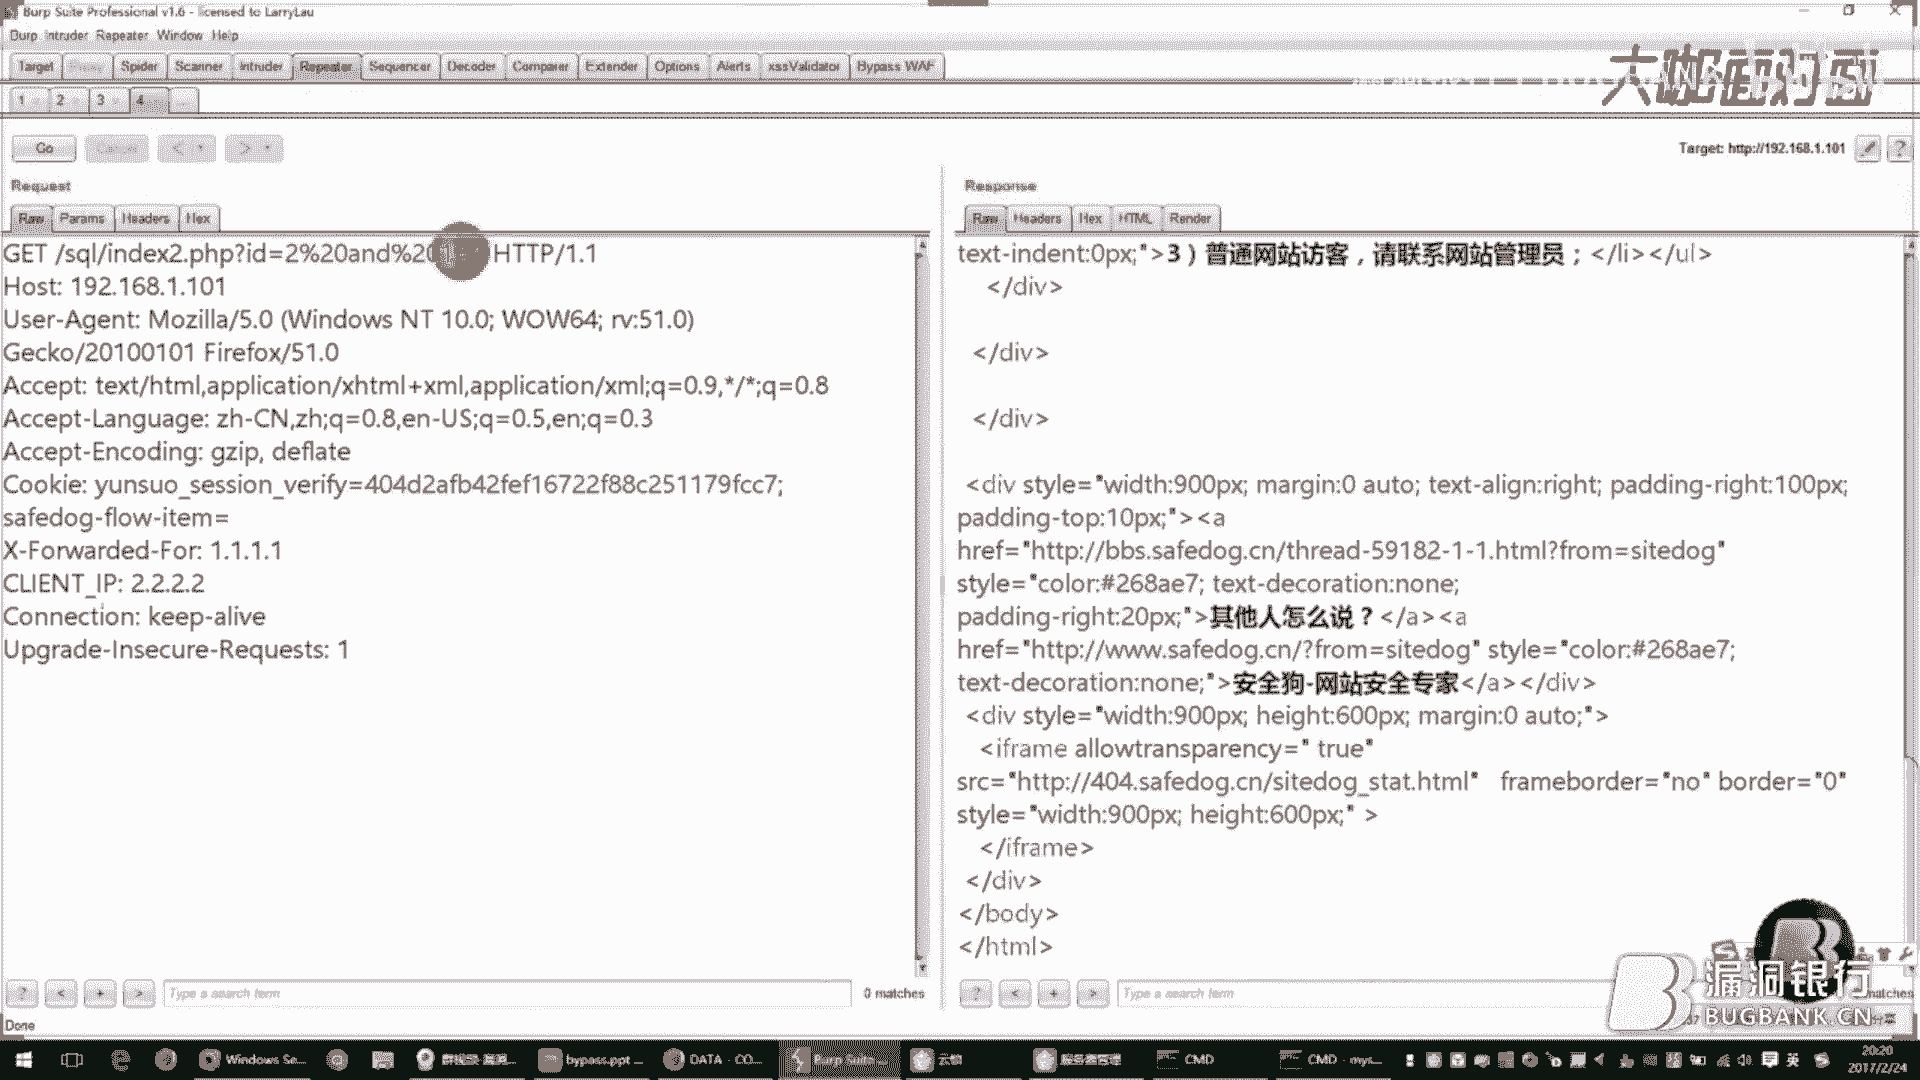 Burp Suite Professional v1.6 - licensed to LarryLau
Burp Intruder Repeater Window Help
Target Spider Scanner Intruder Repeater Sequencer Decoder Comparer Extender Options Alerts xssValidator Bypass WAF
大咖面对面
1 2 3 4 ...
Go Cancel < >
Target: http://192.168.1.101
?
Request
Raw Params Headers Hex
GET /sql/index2.php?id=2%20and%20 HTTP/1.1
Host: 192.168.1.101
User-Agent: Mozilla/5.0 (Windows NT 10.0; WOW64; rv:51.0)
Gecko/20100101 Firefox/51.0
Accept: text/html,application/xhtml+xml,application/xml;q=0.9,*/*;q=0.8
Accept-Language: zh-CN,zh;q=0.8,en-US;q=0.5,en;q=0.3
Accept-Encoding: gzip, deflate
Cookie: yunsuo_session_verify=404d2afb42fef16722f88c251179fcc7;
safedog-flow-item=
X-Forwarded-For: 1.1.1.1
CLIENT_IP: 2.2.2.2
Connection: keep-alive
Upgrade-Insecure-Requests: 1
? < + > Type a search term 0 matches
Response
Raw Headers Hex HTML Render
text-indent:0px;">3）普通网站访客，请联系网站管理员；</li></ul>
</div>
</div>
</div>
<div style="width:900px; margin:0 auto; text-align:right; padding-right:100px;
padding-top:10px;"><a
href="http://bbs.safedog.cn/thread-59182-1-1.html?from=sitedog"
style="color:#268ae7; text-decoration:none;
padding-right:20px;">其他人怎么说？</a><a
href="http://www.safedog.cn/?from=sitedog" style="color:#268ae7;
text-decoration:none;">安全狗-网站安全专家</a></div>
<div style="width:900px; height:600px; margin:0 auto;">
<iframe allowtransparency=" true"
src="http://404.safedog.cn/sitedog_stat.html" frameborder="no" border="0"
style="width:900px; height:600px;" >
</iframe>
</div>
</body>
</html>
? < + > Type a search term matches
漏洞银行
BUGBANK.CN
Done
Windows Se... bypass.ppt ... DATA - CO... Burp Suite... 云锁 服务器管理 CMD CMD - mys... 英
20:20
2017/2/24